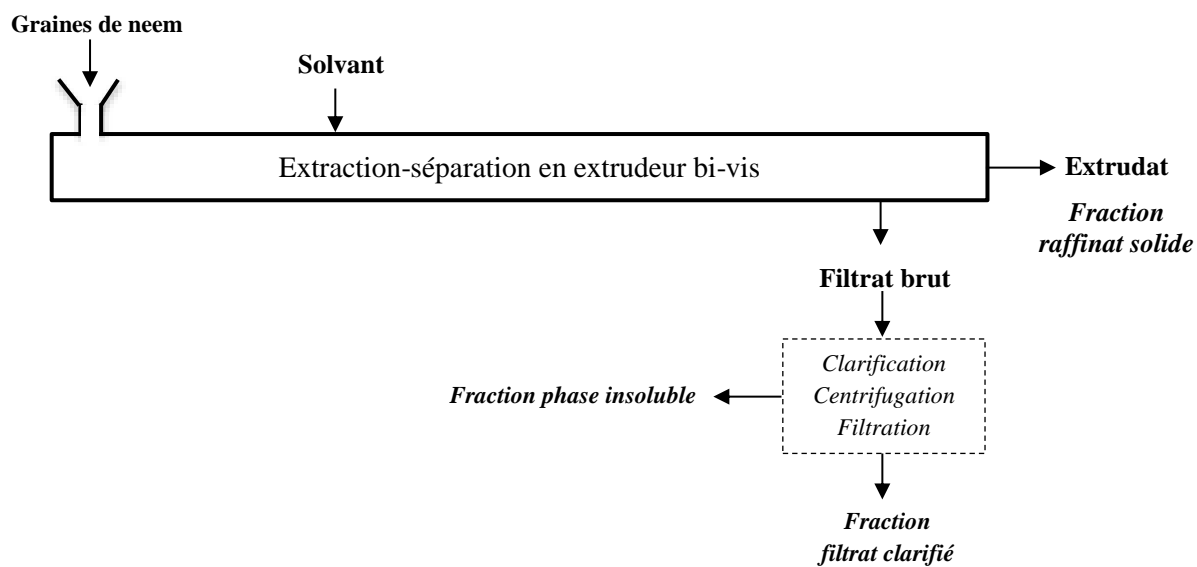 Graines de neem
Solvant
Extraction-séparation en extrudeur bi-vis
Extrudat
Fraction
raffinat solide
Filtrat brut
Clarification
Centrifugation
Filtration
Fraction phase insoluble
Fraction
filtrat clarifié